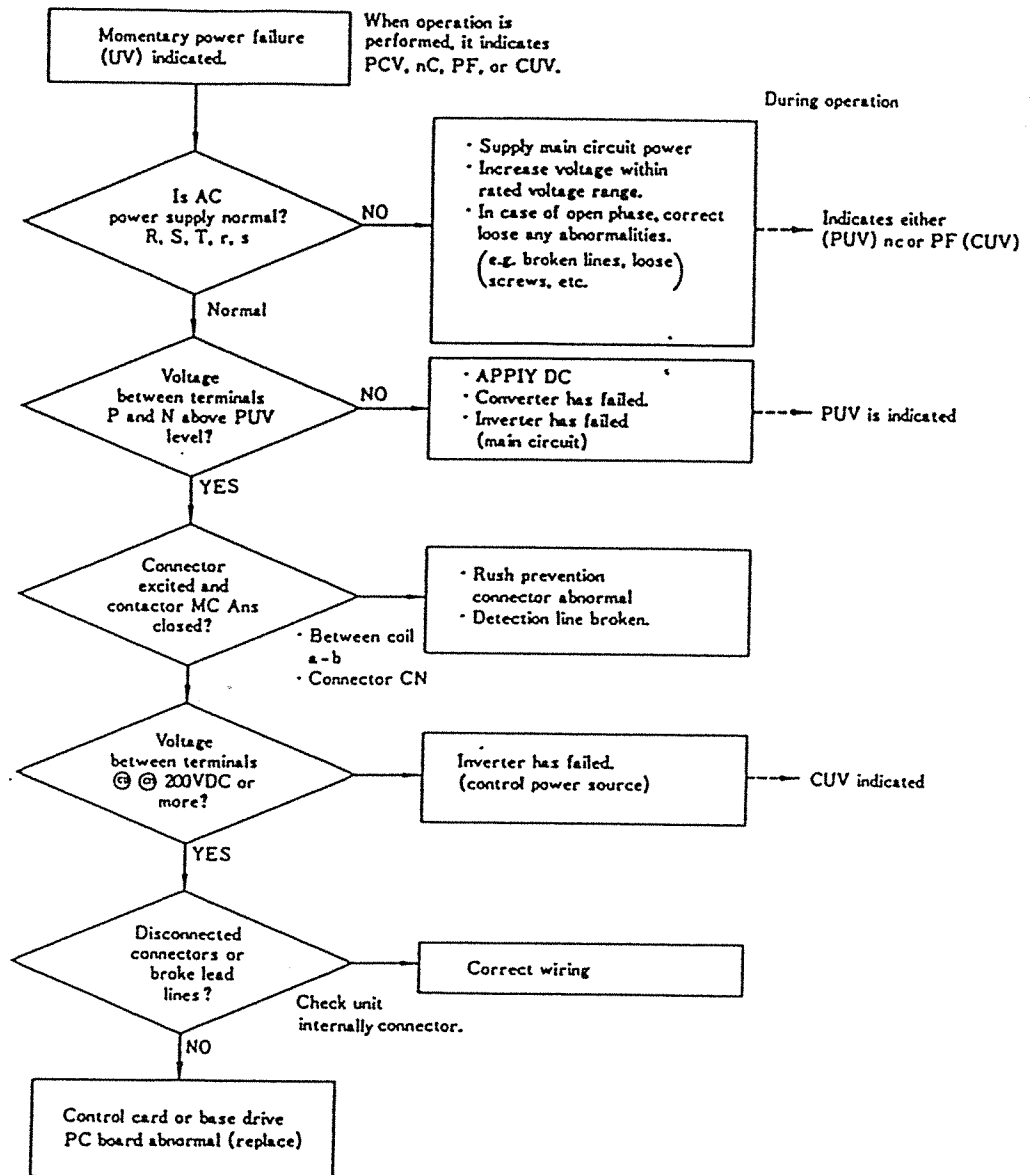 Momentary power failure
(UV) indicated.
When operation is
performed, it indicates
PCV, nC, PF, or CUV.
During operation
Is AC
power supply normal?
R, S, T, r, s
NO
· Supply main circuit power
· Increase voltage within
rated voltage range.
· In case of open phase, correct
loose any abnormalities.
(e.g. broken lines, loose
screws, etc. )
Indicates either
(PUV) nc or PF (CUV)
Normal
Voltage
between terminals
P and N above PUV
level?
NO
· APPIY DC
· Converter has failed.
· Inverter has failed
(main circuit)
PUV is indicated
YES
Connector
excited and
contactor MC Ans
closed?
· Between coil
a-b
· Connector CN
· Rush prevention
connector abnormal
· Detection line broken.
Voltage
between terminals
200VDC or
more?
Inverter has failed.
(control power source)
CUV indicated
YES
Disconnected
connectors or
broke lead
lines?
Check unit
internally connector.
Correct wiring
NO
Control card or base drive
PC board abnormal (replace)